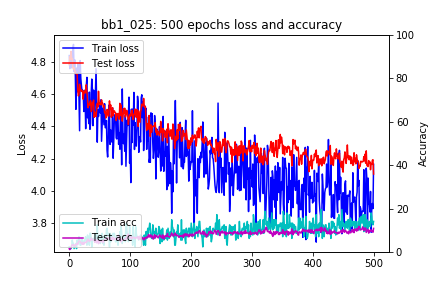 bb1_025: 500 epochs loss and accuracy
Train loss
Test loss
Train acc
Test acc
Loss
4.8
4.6
4.4
4.2
4.0
3.8
100
80
60
40
20
0
Accuracy
0
100
200
300
400
500